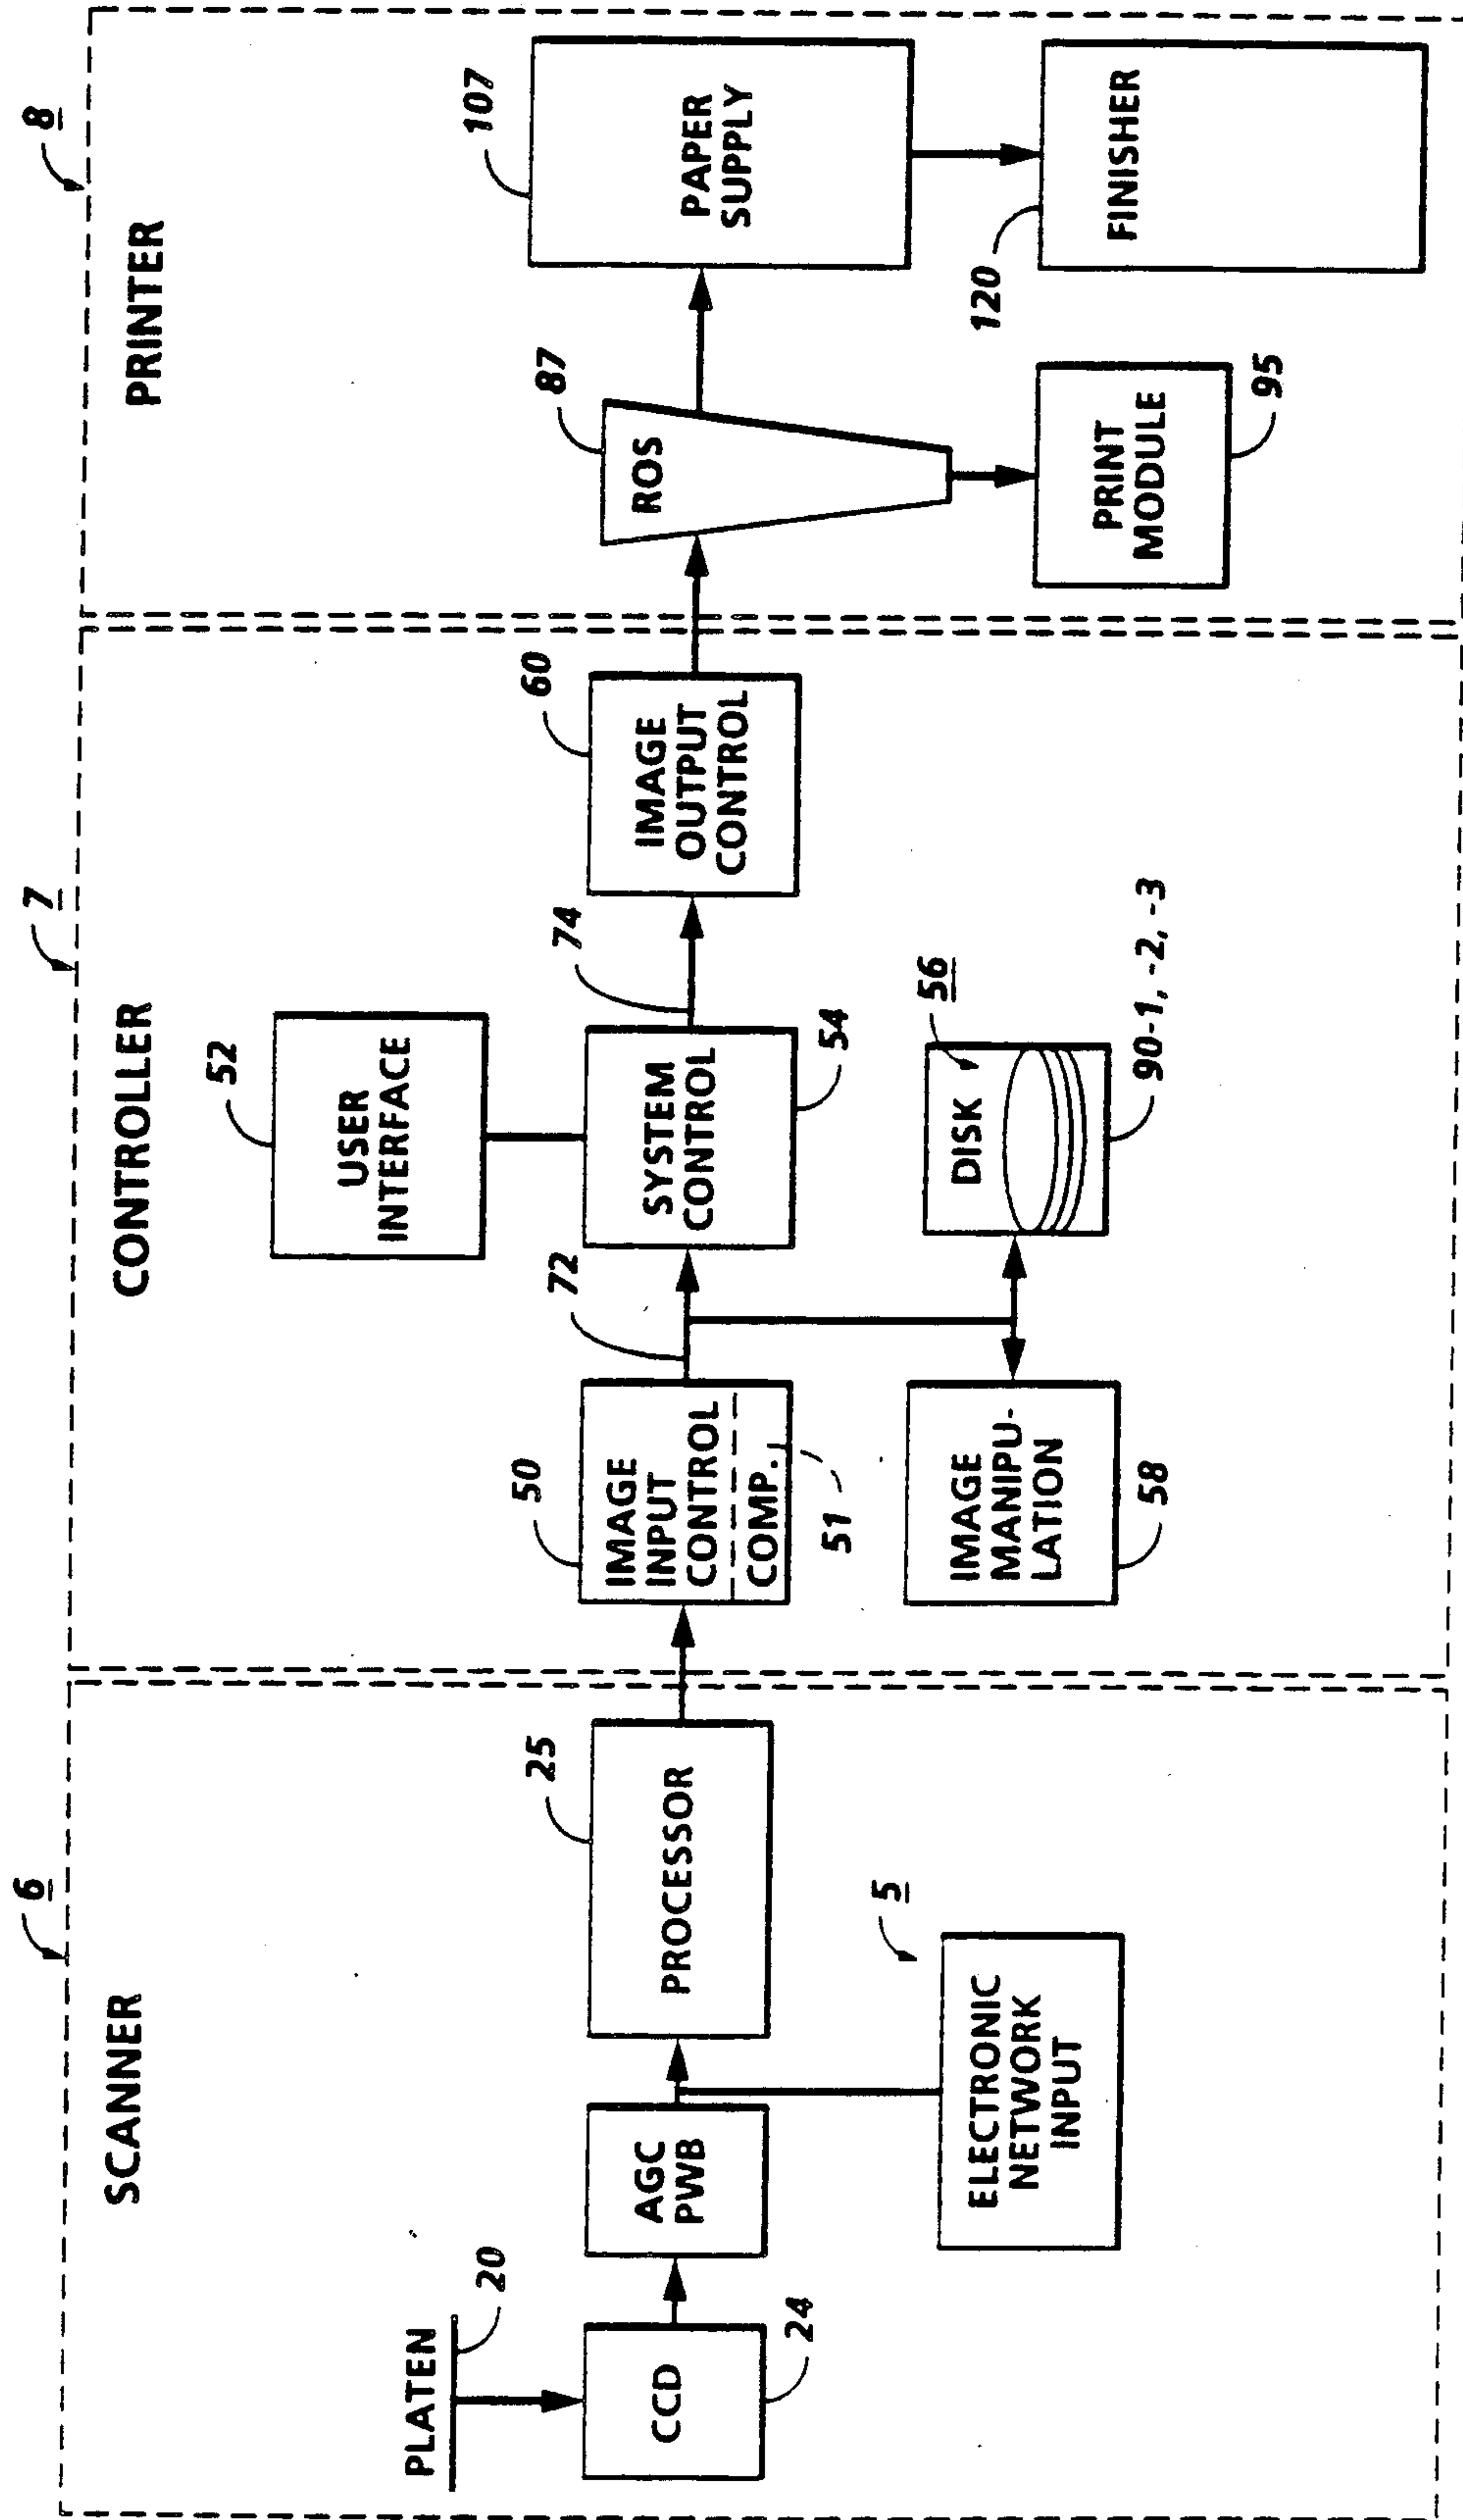 6
SCANNER
PLATEN
20
CCD
24
AGC
PWB
PROCESSOR
25
5
ELECTRONIC
NETWORK
INPUT
7
CONTROLLER
52
USER
INTERFACE
50
IMAGE
INPUT
CONTROL
COMP.
51
72
SYSTEM
CONTROL
54
74
IMAGE
OUTPUT
CONTROL
60
IMAGE
MANIPU-
LATION
58
DISK
56
90-1, -2, -3
8
PRINTER
87
ROS
PRINT
MODULE
95
107
PAPER
SUPPLY
120
FINISHER